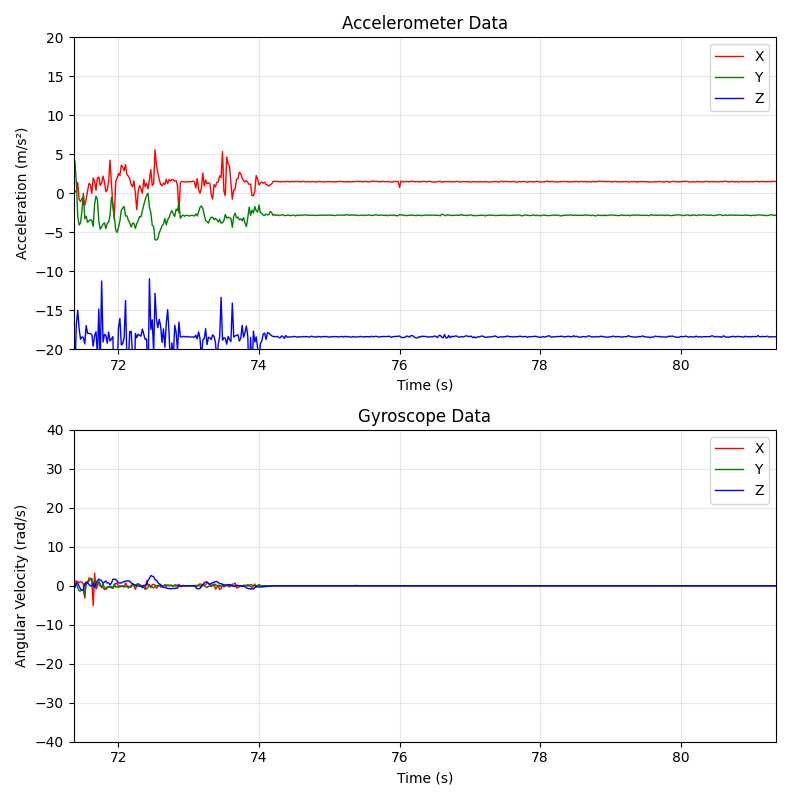 Accelerometer Data
20
15
10
5
0
−5
−10
−15
−20
Acceleration (m/s²)
X
Y
Z
72
74
76
78
80
Time (s)
Gyroscope Data
40
30
20
10
0
−10
−20
−30
−40
Angular Velocity (rad/s)
X
Y
Z
72
74
76
78
80
Time (s)